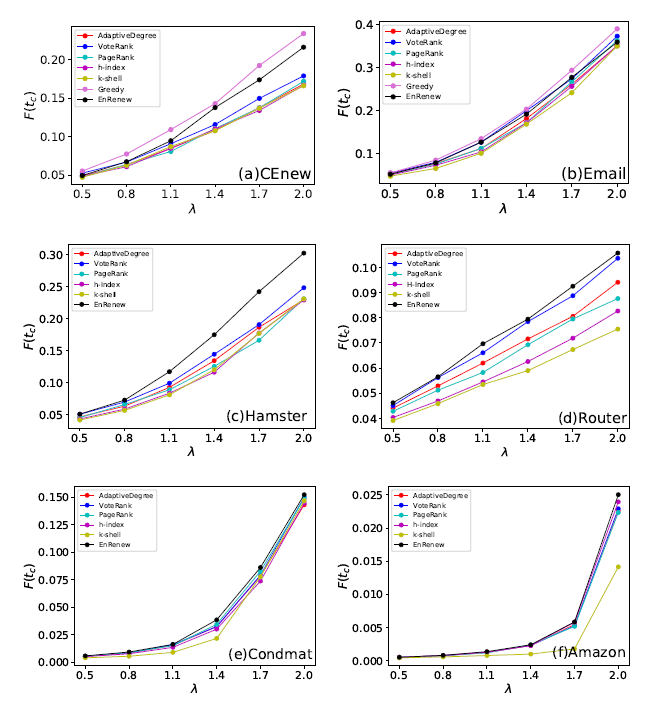 AdaptiveDegree
VoteRank
PageRank
h-index
k-shell
Greedy
EnRenew
0.20
0.15
0.10
0.05
F(tc)
(a)CEnew
0.5 0.8 1.1 1.4 1.7 2.0
λ
AdaptiveDegree
VoteRank
PageRank
h-index
k-shell
Greedy
EnRenew
0.4
0.3
0.2
0.1
F(tc)
(b)Email
0.5 0.8 1.1 1.4 1.7 2.0
λ
AdaptiveDegree
VoteRank
PageRank
h-index
k-shell
EnRenew
0.30
0.25
0.20
0.15
0.10
0.05
F(tc)
(c)Hamster
0.5 0.8 1.1 1.4 1.7 2.0
λ
AdaptiveDegree
VoteRank
PageRank
H-index
k-shell
EnRenew
0.10
0.09
0.08
0.07
0.06
0.05
0.04
F(tc)
(d)Router
0.5 0.8 1.1 1.4 1.7 2.0
λ
AdaptiveDegree
VoteRank
PageRank
h-index
k-shell
EnRenew
0.150
0.125
0.100
0.075
0.050
0.025
0.000
F(tc)
(e)Condmat
0.5 0.8 1.1 1.4 1.7 2.0
λ
AdaptiveDegree
VoteRank
PageRank
h-index
k-shell
EnRenew
0.025
0.020
0.015
0.010
0.005
0.000
F(tc)
(f)Amazon
0.5 0.8 1.1 1.4 1.7 2.0
λ